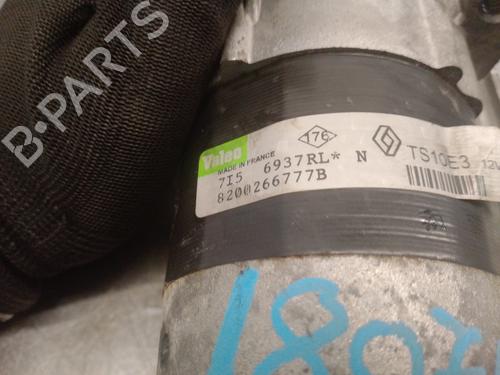 B-PARTS
Valeo
MADE IN FRANCE
176
7I5 6937RL* N
TS10E3 12V
8200266777B